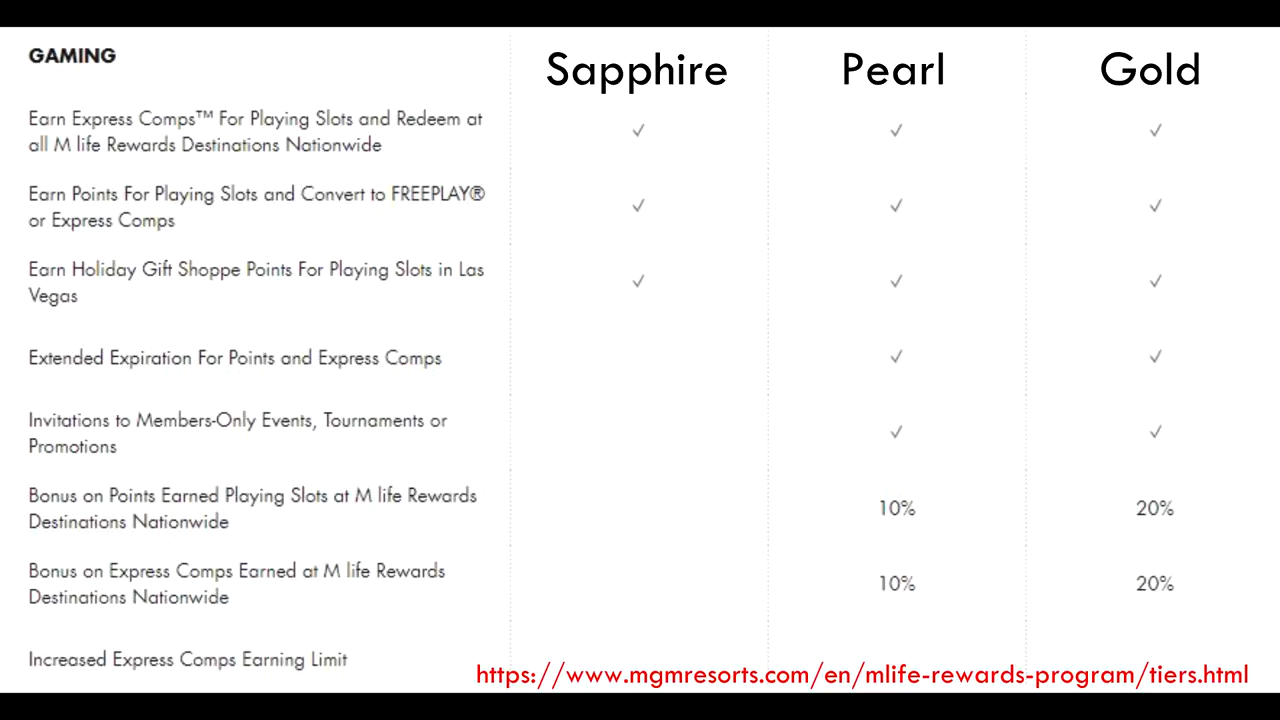 GAMING
Sapphire
Pearl
Gold
Earn Express Comps™ For Playing Slots and Redeem at
all M life Rewards Destinations Nationwide
✓ ✓ ✓
Earn Points For Playing Slots and Convert to FREEPLAY®
or Express Comps
✓ ✓ ✓
Earn Holiday Gift Shoppe Points For Playing Slots in Las
Vegas
✓ ✓ ✓
Extended Expiration For Points and Express Comps
✓ ✓
Invitations to Members-Only Events, Tournaments or
Promotions
✓ ✓
Bonus on Points Earned Playing Slots at M life Rewards
Destinations Nationwide
10% 20%
Bonus on Express Comps Earned at M life Rewards
Destinations Nationwide
10% 20%
Increased Express Comps Earning Limit
https://www.mgmresorts.com/en/mlife-rewards-program/tiers.html